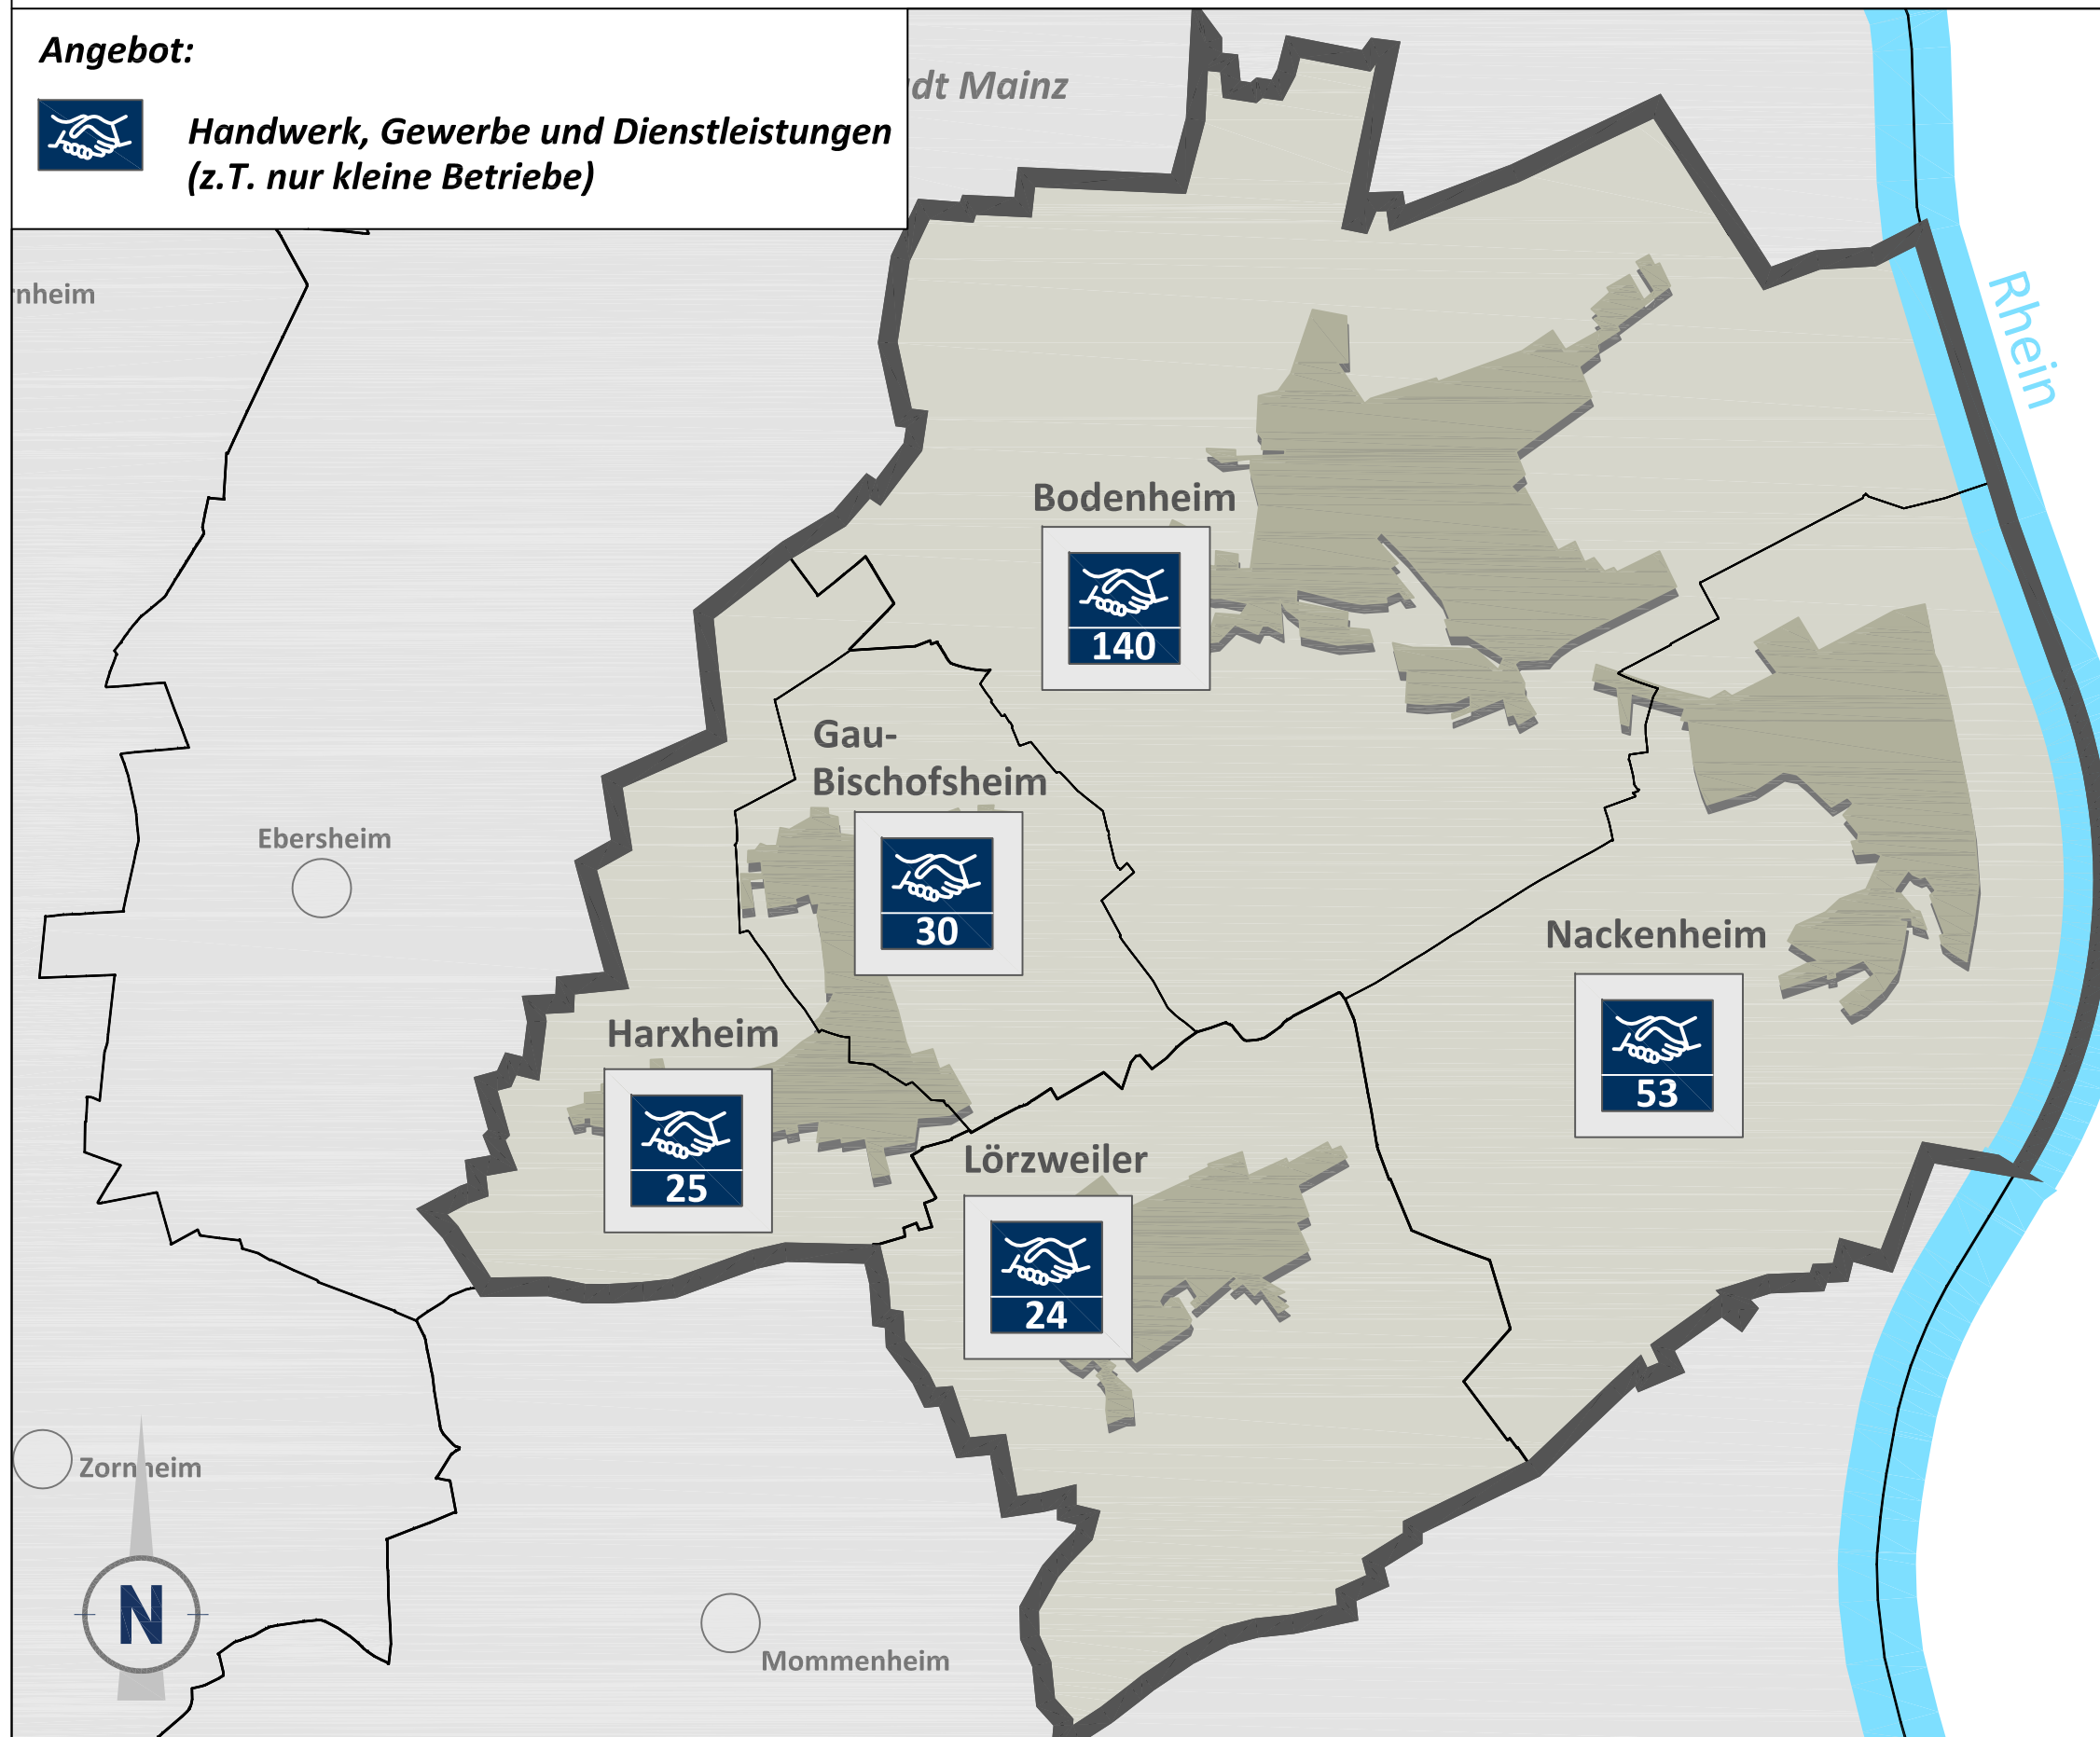 Angebot:
Handwerk, Gewerbe und Dienstleistungen
(z.T. nur kleine Betriebe)
dt Mainz
nheim
Rhein
Bodenheim
140
Gau-
Bischofsheim
30
Ebersheim
Nackenheim
53
Harxheim
25
Lörzweiler
24
Zornheim
N
Mommenheim